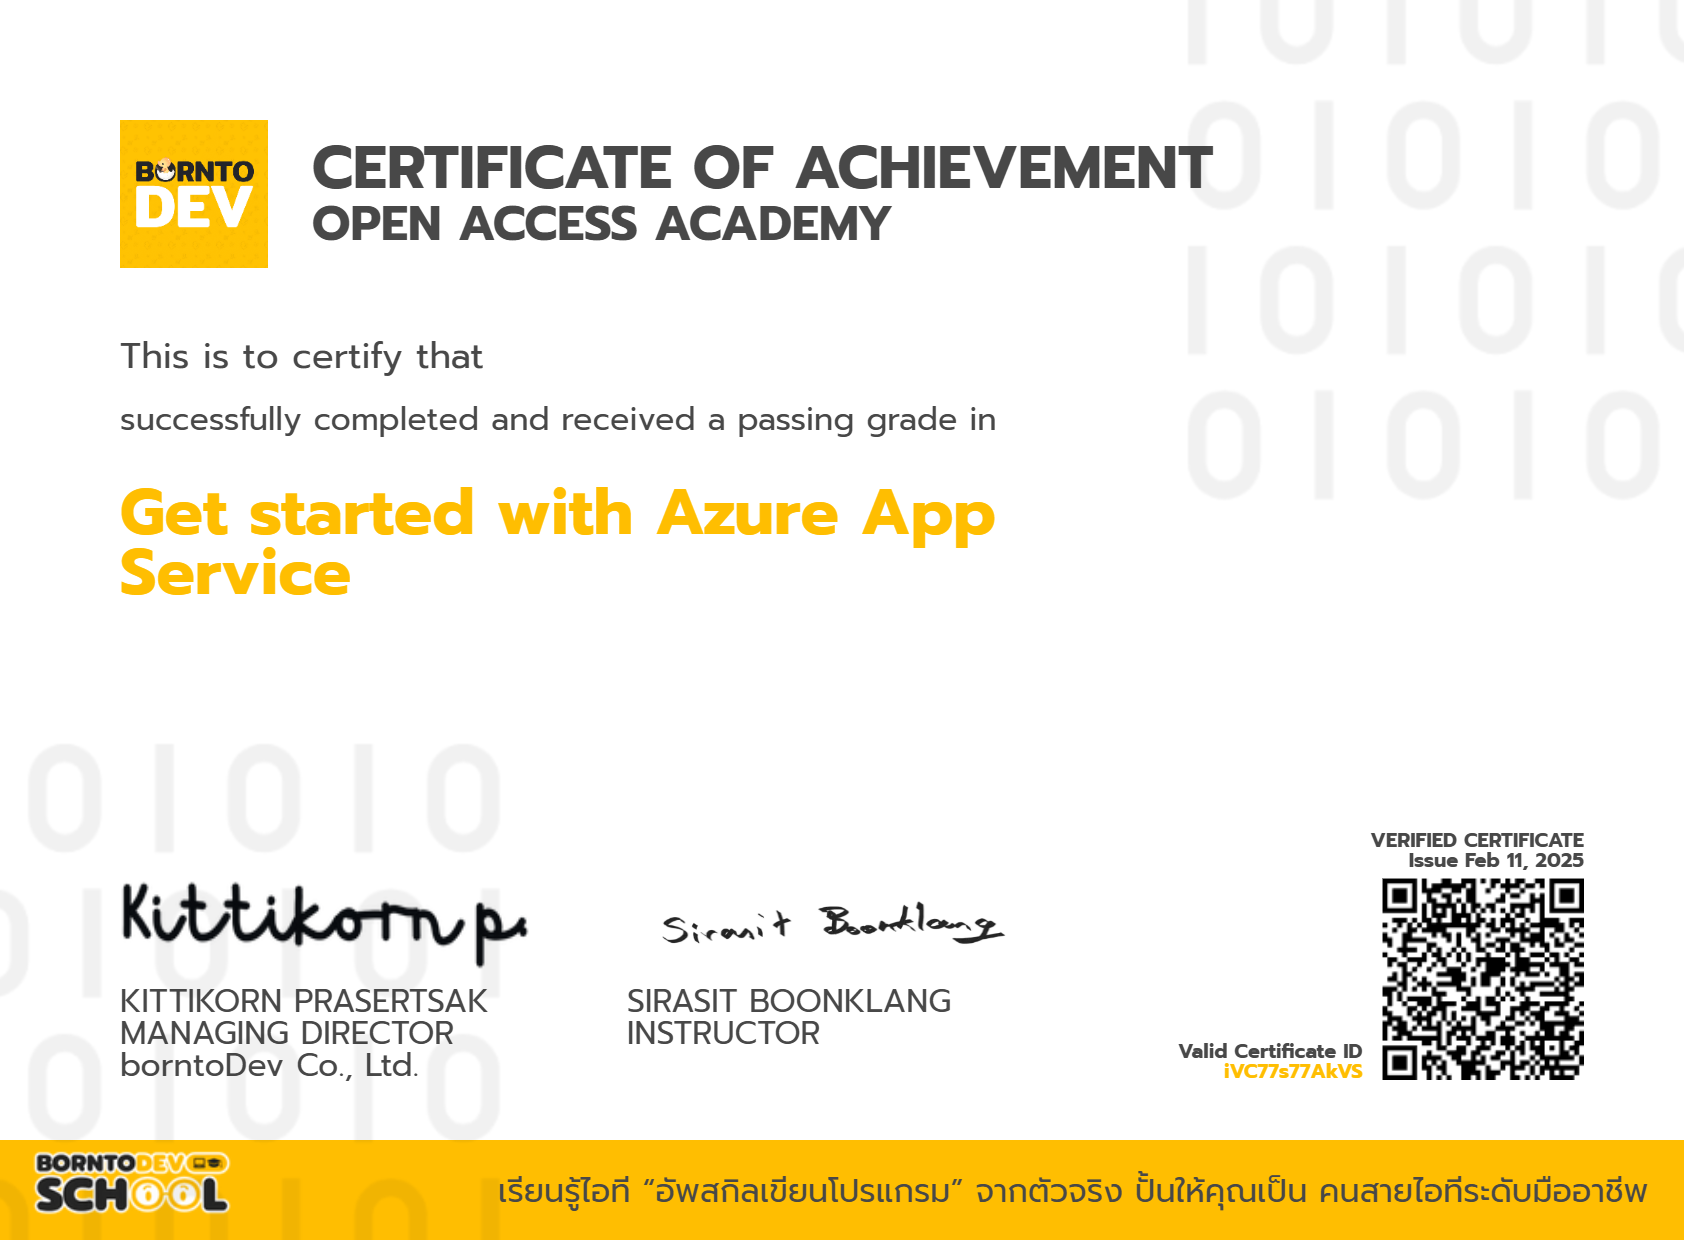 BORNTO
DEV
CERTIFICATE OF ACHIEVEMENT
OPEN ACCESS ACADEMY
This is to certify that
successfully completed and received a passing grade in
Get started with Azure App
Service
Kittikorn p.
Sirasit Boonklang
KITTIKORN PRASERTSAK
MANAGING DIRECTOR
borntoDev Co., Ltd.
SIRASIT BOONKLANG
INSTRUCTOR
VERIFIED CERTIFICATE
Issue Feb 11, 2025
Valid Certificate ID
iVC77s77AkVS
BORNTODEV
SCHOOL
เรียนรู้ไอที “อัพสกิลเขียนโปรแกรม” จากตัวจริง ปั้นให้คุณเป็น คนสายไอทีระดับมืออาชีพ